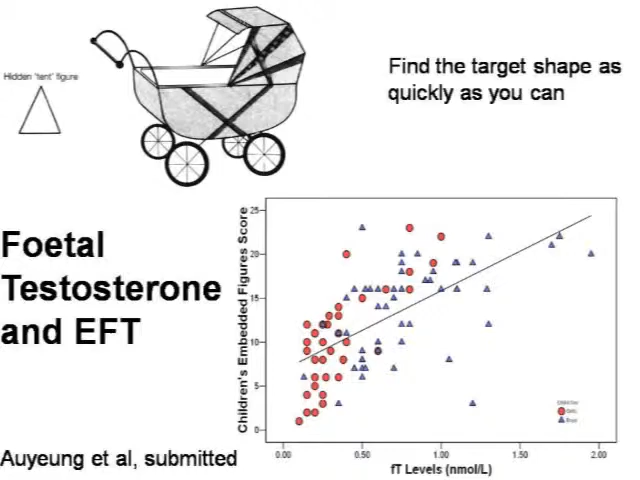 Hidden 'tent' figure
Find the target shape as
quickly as you can
Foetal
Testosterone
and EFT
Auyeung et al, submitted
Children's Embedded Figures Score
25
20
15
10
5
0
0.00 0.50 1.00 1.50 2.00
fT Levels (nmol/L)